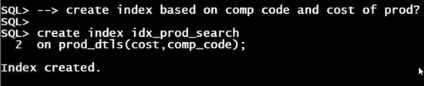 SQL> --> create index based on comp code and cost of prod?
SQL>
SQL> create index idx_prod_search
2 on prod_dtls(cost,comp_code);
Index created.